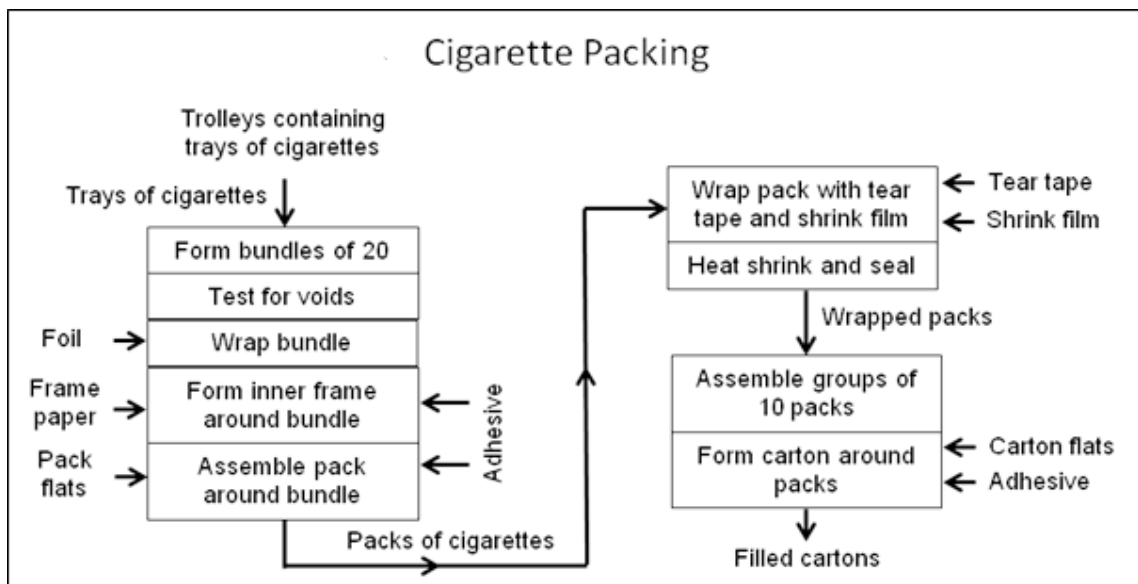 Cigarette Packing
Trolleys containing
trays of cigarettes
Trays of cigarettes
Form bundles of 20
Test for voids
Foil
Wrap bundle
Frame
paper
Form inner frame
around bundle
Adhesive
Pack
flats
Assemble pack
around bundle
Packs of cigarettes
Wrap pack with tear
tape and shrink film
Tear tape
Shrink film
Heat shrink and seal
Wrapped packs
Assemble groups of
10 packs
Form carton around
packs
Carton flats
Adhesive
Filled cartons